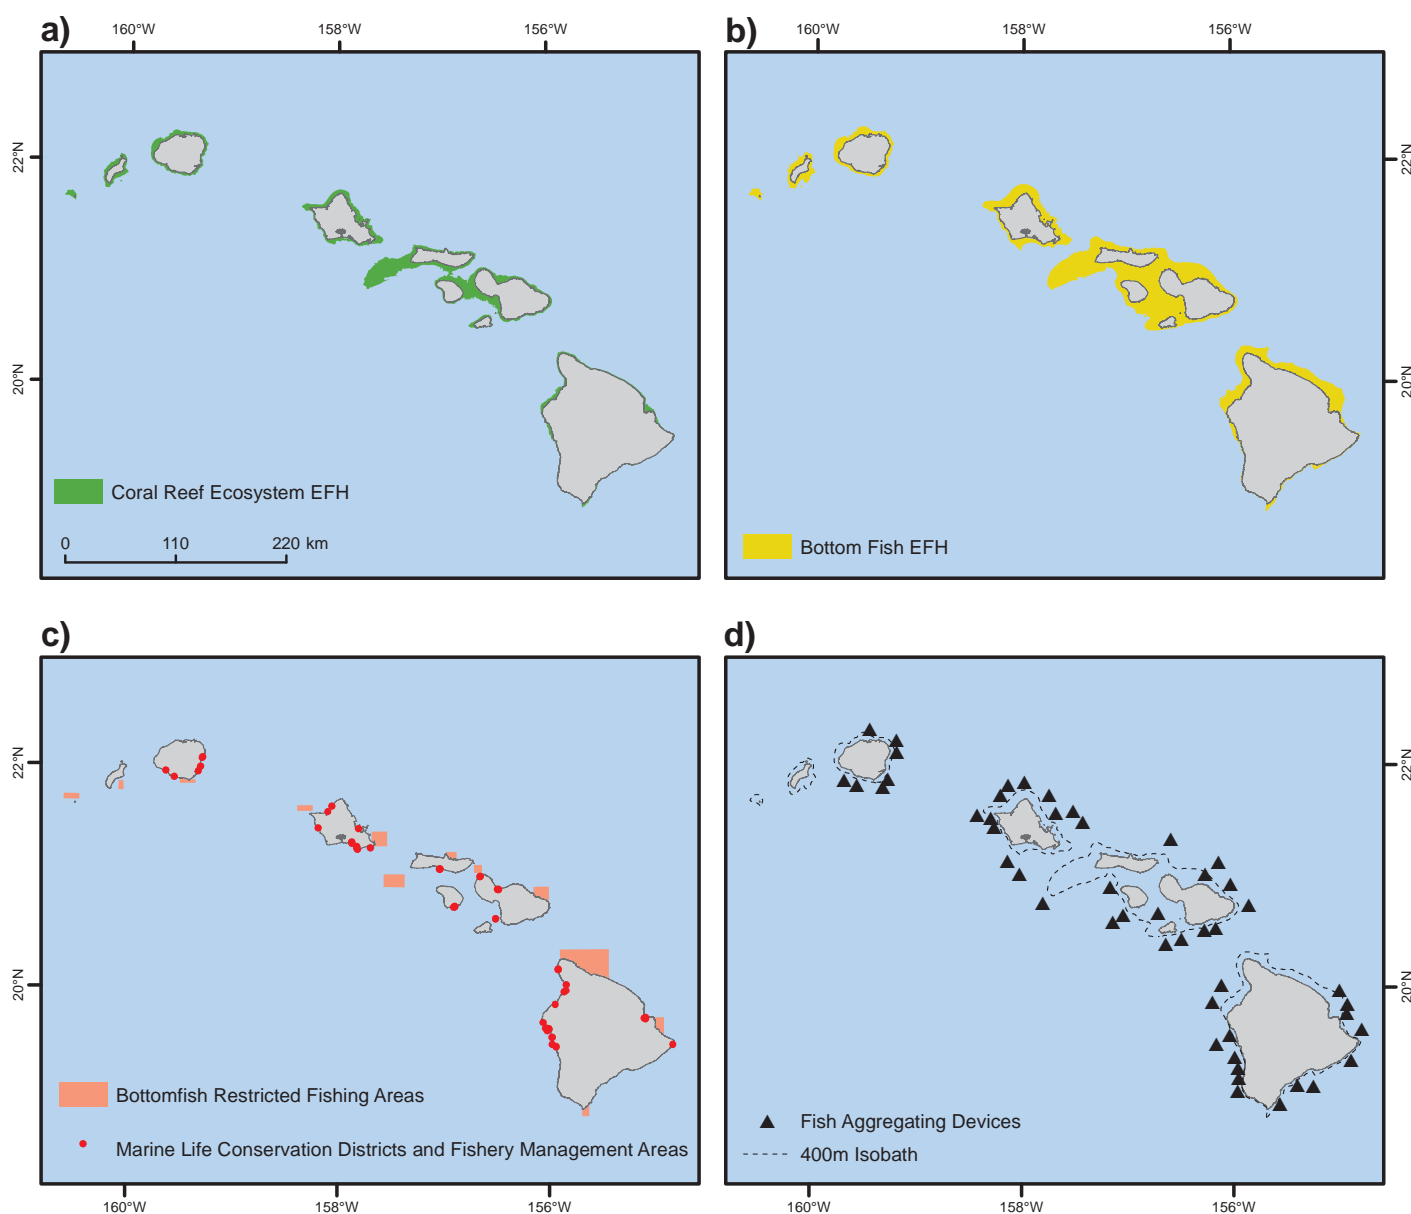 a)
b)
160°W
158°W
156°W
160°W
158°W
156°W
22°N
20°N
22°N
20°N
Coral Reef Ecosystem EFH
0
110
220 km
Bottom Fish EFH
c)
d)
22°N
20°N
22°N
20°N
Bottomfish Restricted Fishing Areas
Marine Life Conservation Districts and Fishery Management Areas
Fish Aggregating Devices
400m Isobath
160°W
158°W
156°W
160°W
158°W
156°W